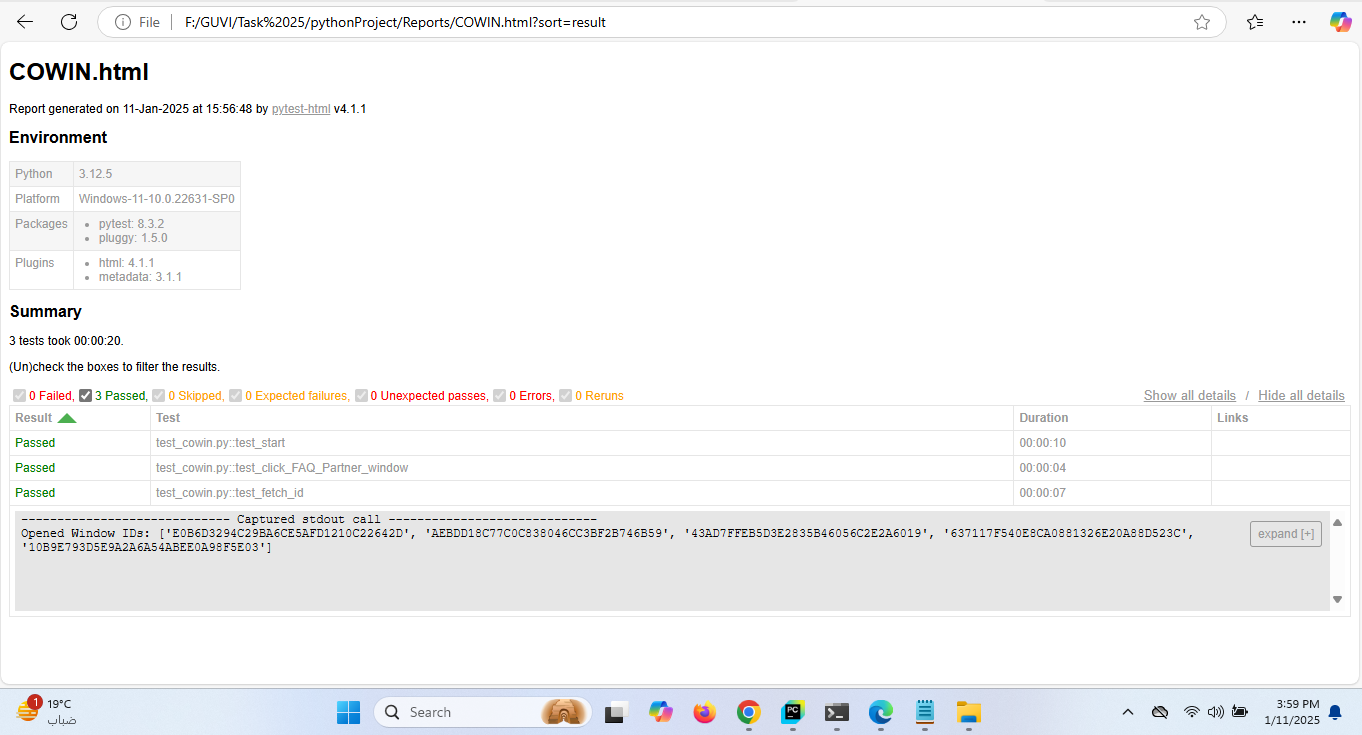 File
F:/GUVI/Task%2025/pythonProject/Reports/COWIN.html?sort=result
COWIN.html
Report generated on 11-Jan-2025 at 15:56:48 by pytest-html v4.1.1
Environment
Python 3.12.5
Platform Windows-11-10.0.22631-SP0
Packages
pytest: 8.3.2
pluggy: 1.5.0
Plugins
html: 4.1.1
metadata: 3.1.1
Summary
3 tests took 00:00:20.
(Un)check the boxes to filter the results.
0 Failed, 3 Passed, 0 Skipped, 0 Expected failures, 0 Unexpected passes, 0 Errors, 0 Reruns
Show all details / Hide all details
Result Test Duration Links
Passed test_cowin.py::test_start 00:00:10
Passed test_cowin.py::test_click_FAQ_Partner_window 00:00:04
Passed test_cowin.py::test_fetch_id 00:00:07
----------------------------- Captured stdout call -----------------------------
Opened Window IDs: ['E0B6D3294C29BA6CE5AFD1210C22642D', 'AEBDD18C77C0C838046CC3BF2B746B59', '43AD7FFEB5D3E2835B46056C2E2A6019', '637117F540E8CA0881326E20A88D523C',
'10B9E793D5E9A2A6A54ABEE0A98F5E03']
expand [+]
1
19°C
ضباب
Search
PC
3:59 PM
1/11/2025